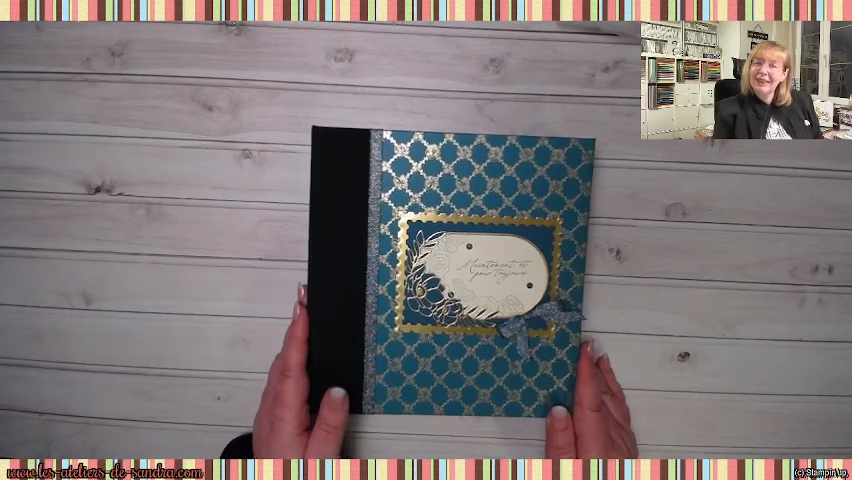 Maintenant et
pour toujours
www.les-ateliers-de-sandra.com
(c) Stampin'up,